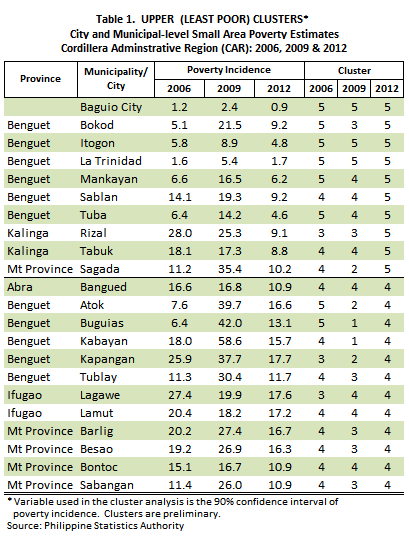 Table 1.  UPPER  (LEAST POOR) CLUSTERS*
City and Municipal-level Small Area Poverty Estimates
Cordillera Adminstrative Region (CAR): 2006, 2009 & 2012
Province Municipality/ City Poverty Incidence Cluster
2006 2009 2012 2006 2009 2012
Baguio City 1.2 2.4 0.9 5 5 5
Benguet Bokod 5.1 21.5 9.2 5 3 5
Benguet Itogon 5.8 8.9 4.8 5 5 5
Benguet La Trinidad 1.6 5.4 1.7 5 5 5
Benguet Mankayan 6.6 16.5 6.2 5 4 5
Benguet Sablan 14.1 19.3 9.2 4 4 5
Benguet Tuba 6.4 14.2 4.6 5 4 5
Kalinga Rizal 28.0 25.3 9.1 3 3 5
Kalinga Tabuk 18.1 17.3 8.8 4 4 5
Mt Province Sagada 11.2 35.4 10.2 4 2 5
Abra Bangued 16.6 16.8 10.9 4 4 4
Benguet Atok 7.6 39.7 16.6 5 2 4
Benguet Buguias 6.4 42.0 13.1 5 1 4
Benguet Kabayan 18.0 58.6 15.7 4 1 4
Benguet Kapangan 25.9 37.7 17.7 3 2 4
Benguet Tublay 11.3 30.4 11.7 4 3 4
Ifugao Lagawe 27.4 19.9 17.6 3 4 4
Ifugao Lamut 20.4 18.2 17.2 4 4 4
Mt Province Barlig 20.2 27.4 16.7 4 3 4
Mt Province Besao 19.2 26.9 16.3 4 3 4
Mt Province Bontoc 15.1 16.7 10.9 4 4 4
Mt Province Sabangan 11.4 26.0 10.9 4 3 4
* Variable used in the cluster analysis is the 90% confidence interval of
poverty incidence.  Clusters are preliminary.
Source: Philippine Statistics Authority